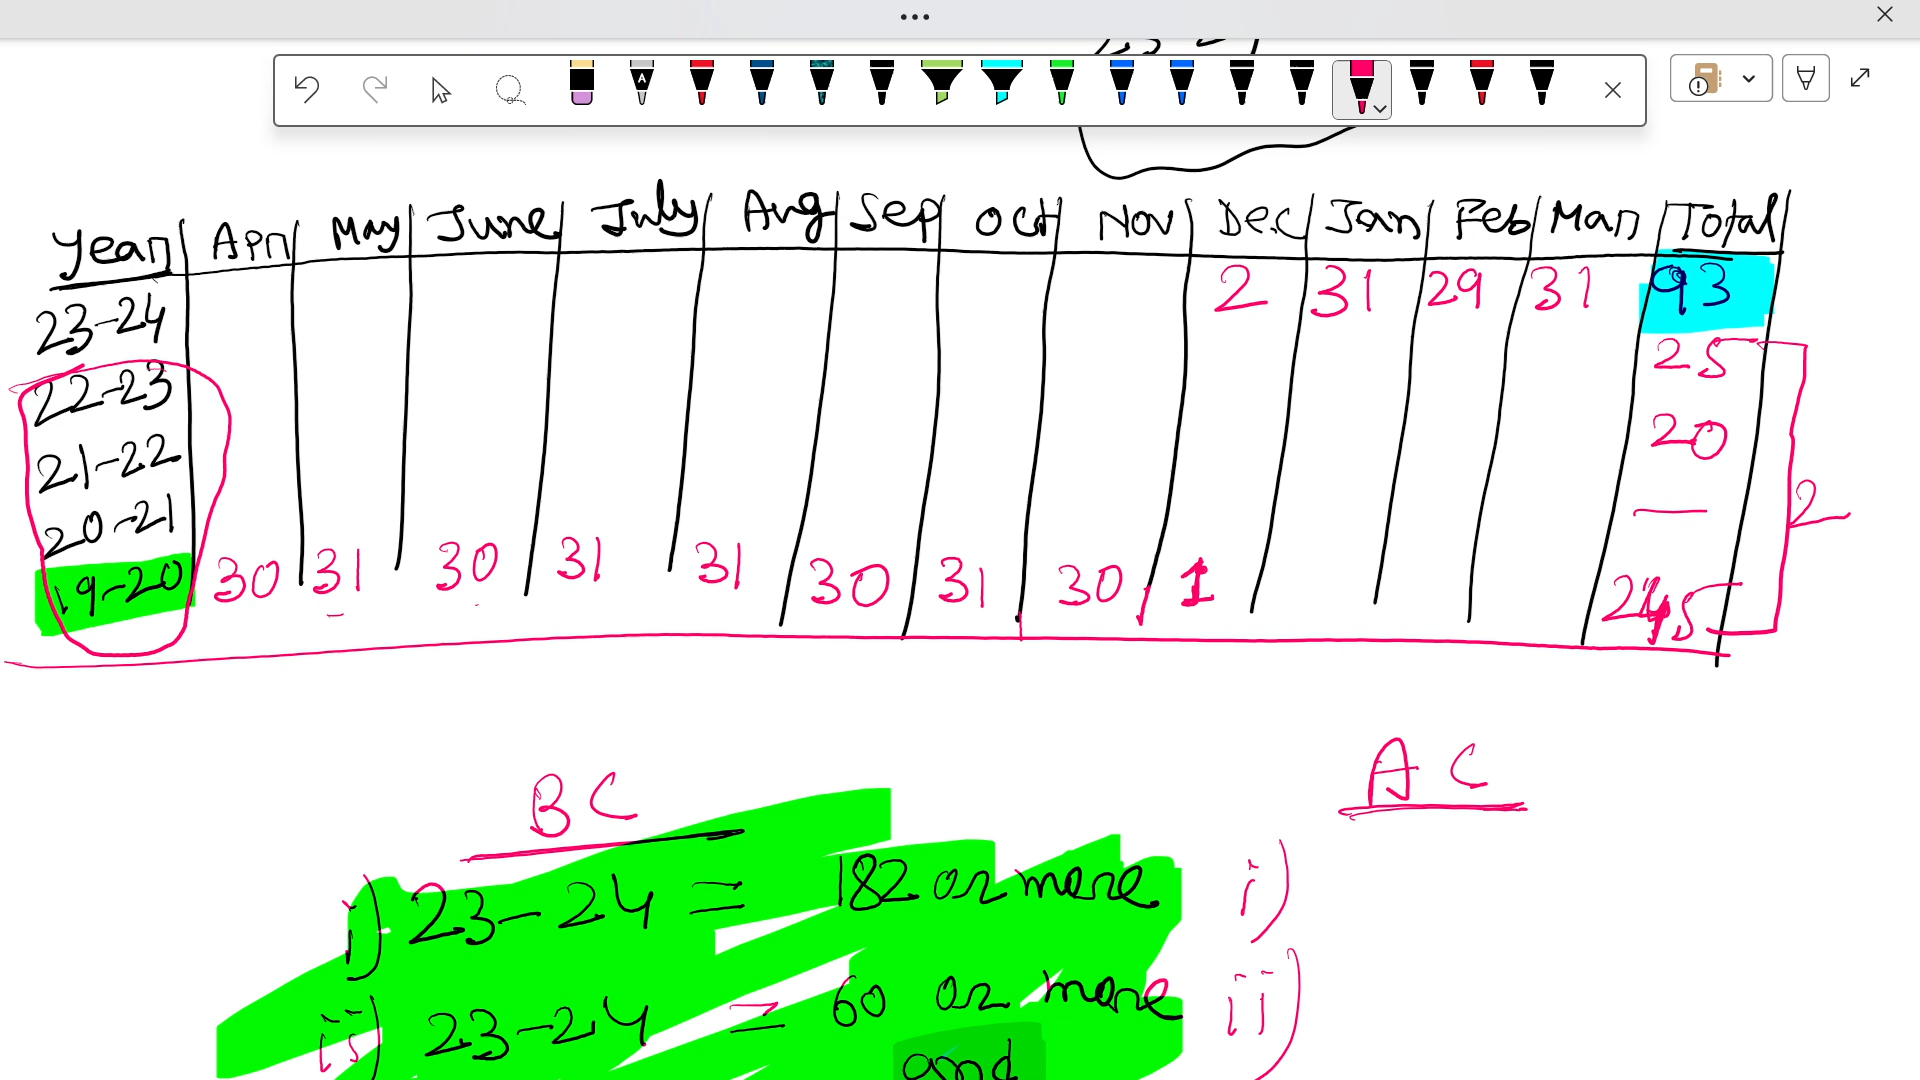 Year Apr May June July Aug Sep Oct Nov Dec Jan Feb Mar Total
23-24 2 31 29 31 93
22-23 25
21-22 20
20-21 —
19-20 30 31 30 31 31 30 31 30 1 245
2
BC AC
i) 23-24 = 182 or more i)
ii) 23-24 = 60 or more ii)
and